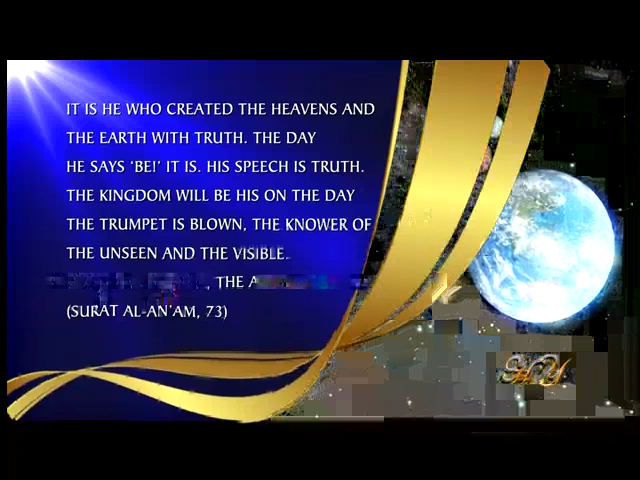 IT IS HE WHO CREATED THE HEAVENS AND
THE EARTH WITH TRUTH. THE DAY
HE SAYS ‘BE!’ IT IS. HIS SPEECH IS TRUTH.
THE KINGDOM WILL BE HIS ON THE DAY
THE TRUMPET IS BLOWN, THE KNOWER OF
THE UNSEEN AND THE VISIBLE.
, THE
(SURAT AL-AN’AM, 73)
HY